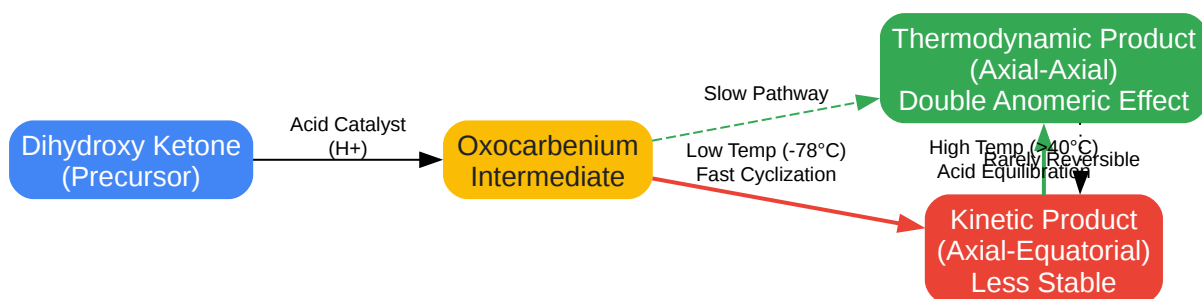 Dihydroxy Ketone
(Precursor)
Acid Catalyst
(H+)
Oxocarbenium
Intermediate
Slow Pathway
Low Temp (-78°C)
Fast Cyclization
Thermodynamic Product
(Axial-Axial)
Double Anomeric Effect
High Temp (>40°C)
Acid Equilibration
Rarely Reversible
Kinetic Product
(Axial-Equatorial)
Less Stable